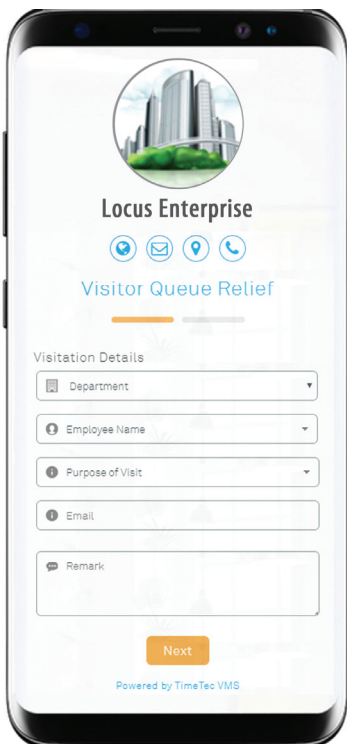 Locus Enterprise
Visitor Queue Relief
Visitation Details
Department
Employee Name
Purpose of Visit
Email
Remark
Next
Powered by TimeTec VMS